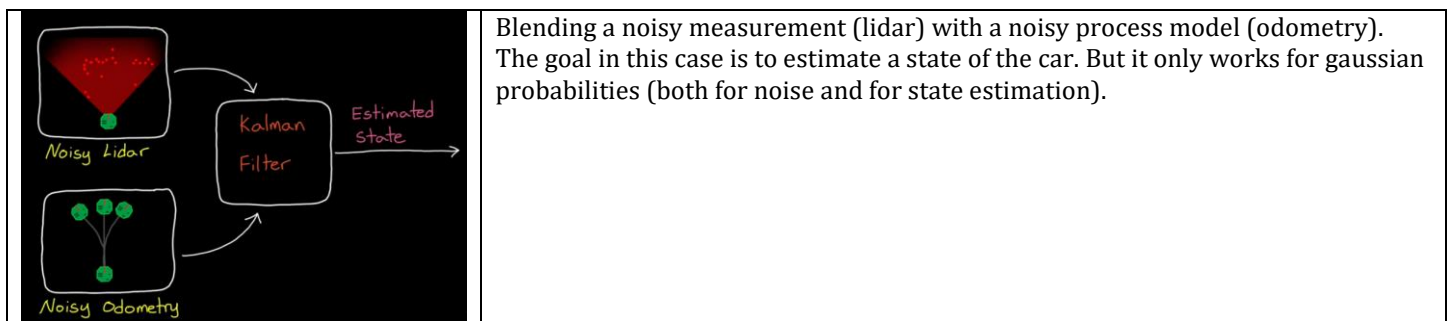 Noisy Lidar
Kalman
Filter
Estimated
State
Noisy Odometry
Blending a noisy measurement (lidar) with a noisy process model (odometry).
The goal in this case is to estimate a state of the car. But it only works for gaussian
probabilities (both for noise and for state estimation).